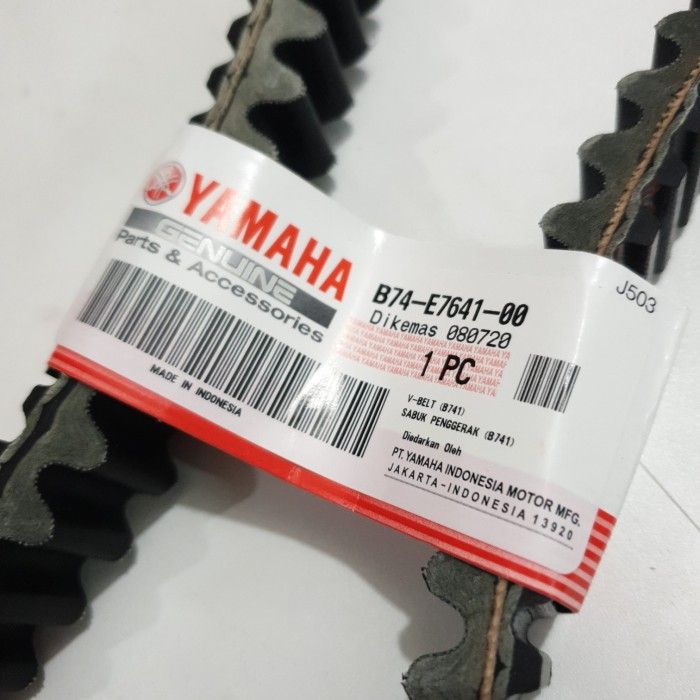 YAMAHA
GENUINE
Parts & Accessories
MADE IN INDONESIA
J503
B74-E7641-00
Dikemas 080720
1 PC
V-BELT (B741)
SABUK PENGGERAK (B741)
Diedarkan Oleh
PT. YAMAHA INDONESIA MOTOR MFG.
JAKARTA-INDONESIA 13920